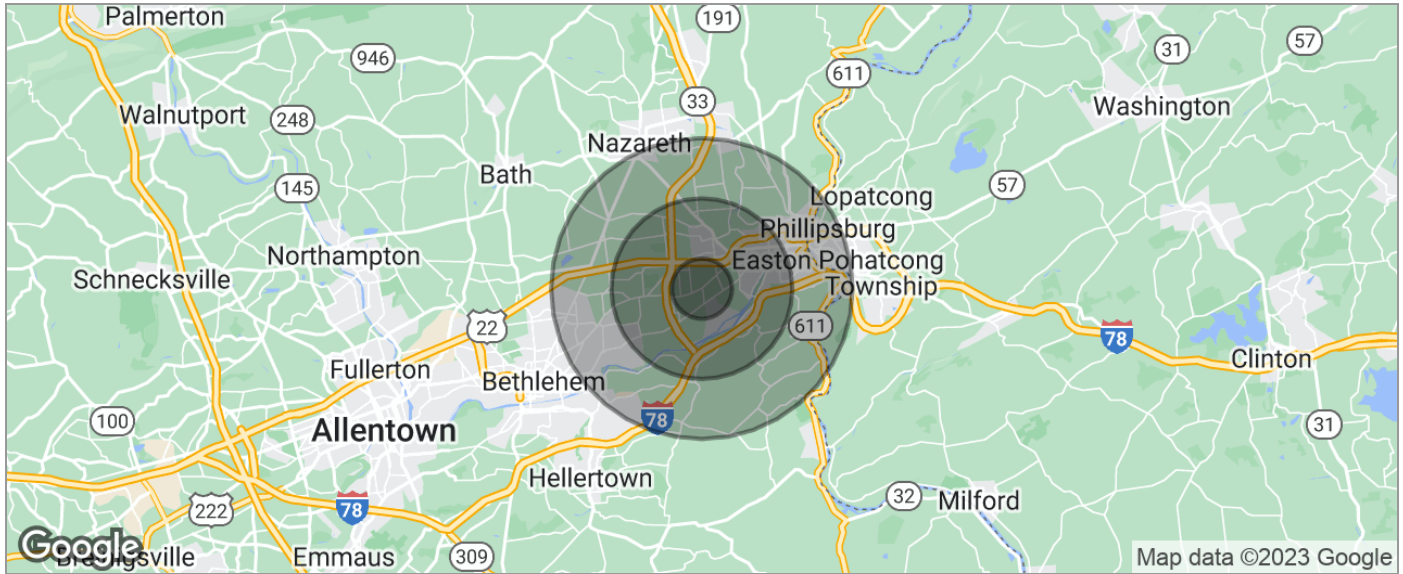 Palmerton
191
946
31
57
611
33
Walnutport
248
Washington
Nazareth
Bath
145
57
Lopatcong
Phillipsburg
Northampton
Easton Pohatcong
Township
Schnecksville
22
611
78
Fullerton
Clinton
Bethlehem
100
78
31
Allentown
Hellertown
222
78
32
Milford
Google
Breinigsville
Emmaus
309
Map data ©2023 Google